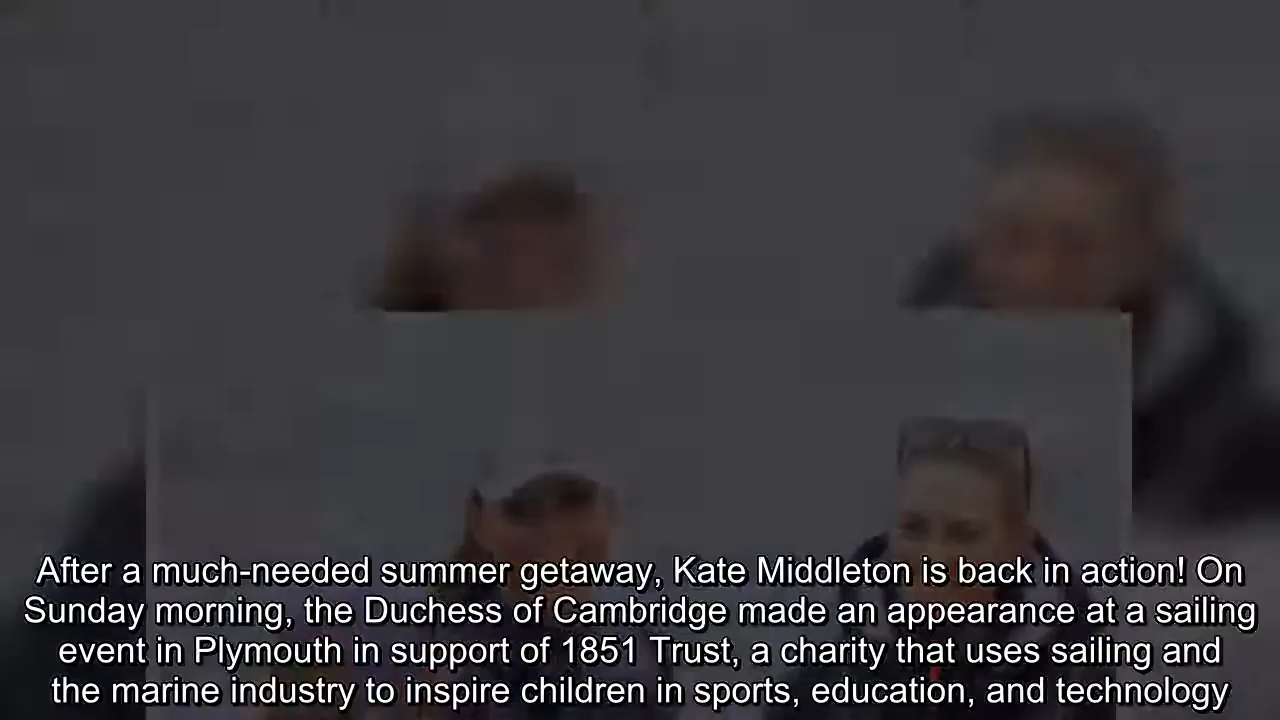 After a much-needed summer getaway, Kate Middleton is back in action! On
Sunday morning, the Duchess of Cambridge made an appearance at a sailing
event in Plymouth in support of 1851 Trust, a charity that uses sailing and
the marine industry to inspire children in sports, education, and technology